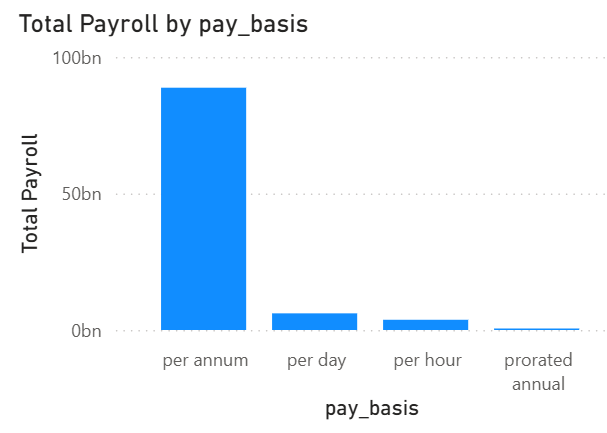 Total Payroll by pay_basis
100bn
50bn
0bn
Total Payroll
per annum
per day
per hour
prorated
annual
pay_basis